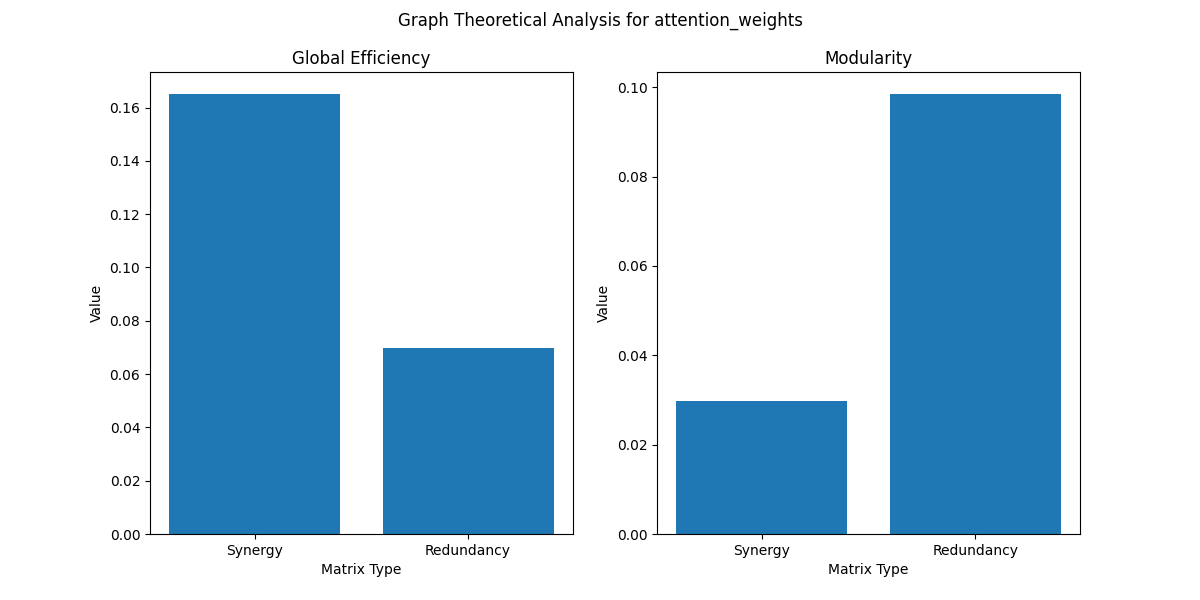 Graph Theoretical Analysis for attention_weights
Global Efficiency
Value
0.16
0.14
0.12
0.10
0.08
0.06
0.04
0.02
0.00
Synergy
Redundancy
Matrix Type
Modularity
Value
0.10
0.08
0.06
0.04
0.02
0.00
Synergy
Redundancy
Matrix Type